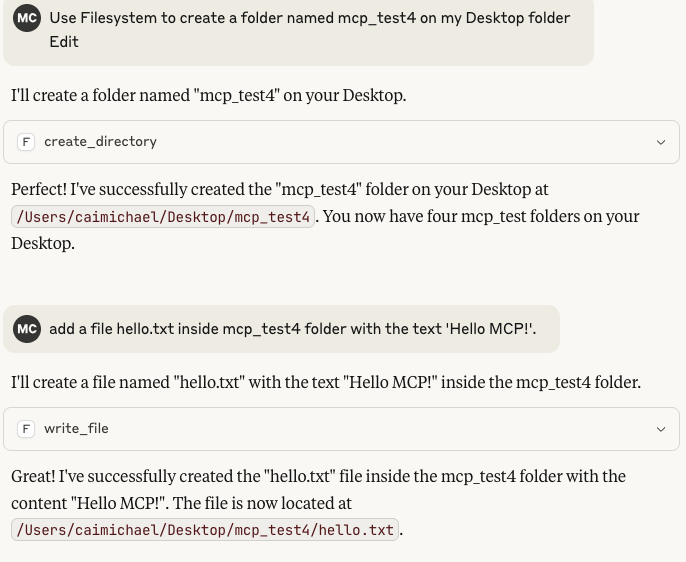 MC Use Filesystem to create a folder named mcp_test4 on my Desktop folder
Edit
I'll create a folder named "mcp_test4" on your Desktop.
F create_directory
Perfect! I've successfully created the "mcp_test4" folder on your Desktop at
/Users/caimichael/Desktop/mcp_test4. You now have four mcp_test folders on your
Desktop.
MC add a file hello.txt inside mcp_test4 folder with the text 'Hello MCP!'.
I'll create a file named "hello.txt" with the text "Hello MCP!" inside the mcp_test4 folder.
F write_file
Great! I've successfully created the "hello.txt" file inside the mcp_test4 folder with the
content "Hello MCP!". The file is now located at
/Users/caimichael/Desktop/mcp_test4/hello.txt.